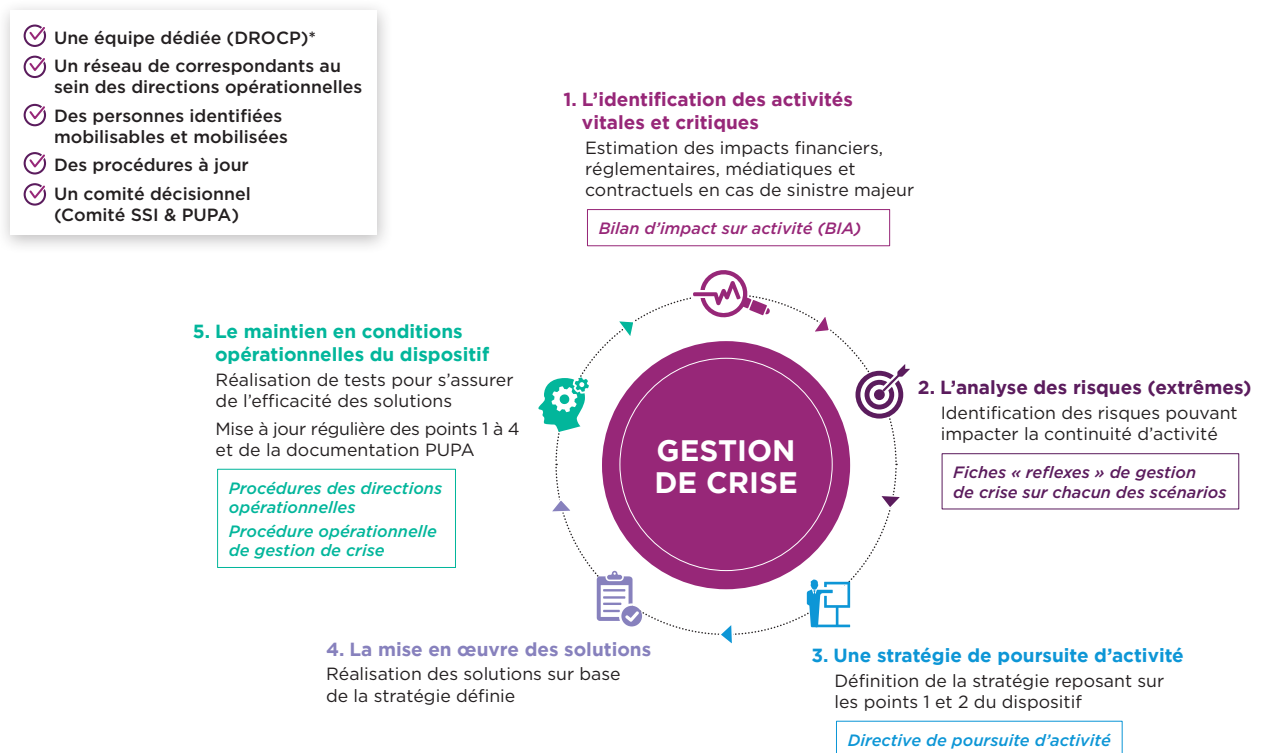 Une équipe dédiée (DROCP)*
Un réseau de correspondants au
sein des directions opérationnelles
Des personnes identifiées
mobilisables et mobilisées
Des procédures à jour
Un comité décisionnel
(Comité SSI & PUPA)
1. L'identification des activités
vitales et critiques
Estimation des impacts financiers,
réglementaires, médiatiques et
contractuels en cas de sinistre majeur
Bilan d'impact sur activité (BIA)
2. L'analyse des risques (extrêmes)
Identification des risques pouvant
impacter la continuité d'activité
Fiches « reflexes » de gestion
de crise sur chacun des scénarios
GESTION
DE CRISE
3. Une stratégie de poursuite d'activité
Définition de la stratégie reposant sur
les points 1 et 2 du dispositif
Directive de poursuite d'activité
4. La mise en œuvre des solutions
Réalisation des solutions sur base
de la stratégie définie
5. Le maintien en conditions
opérationnelles du dispositif
Réalisation de tests pour s'assurer
de l'efficacité des solutions
Mise à jour régulière des points 1 à 4
et de la documentation PUPA
Procédures des directions
opérationnelles
Procédure opérationnelle
de gestion de crise